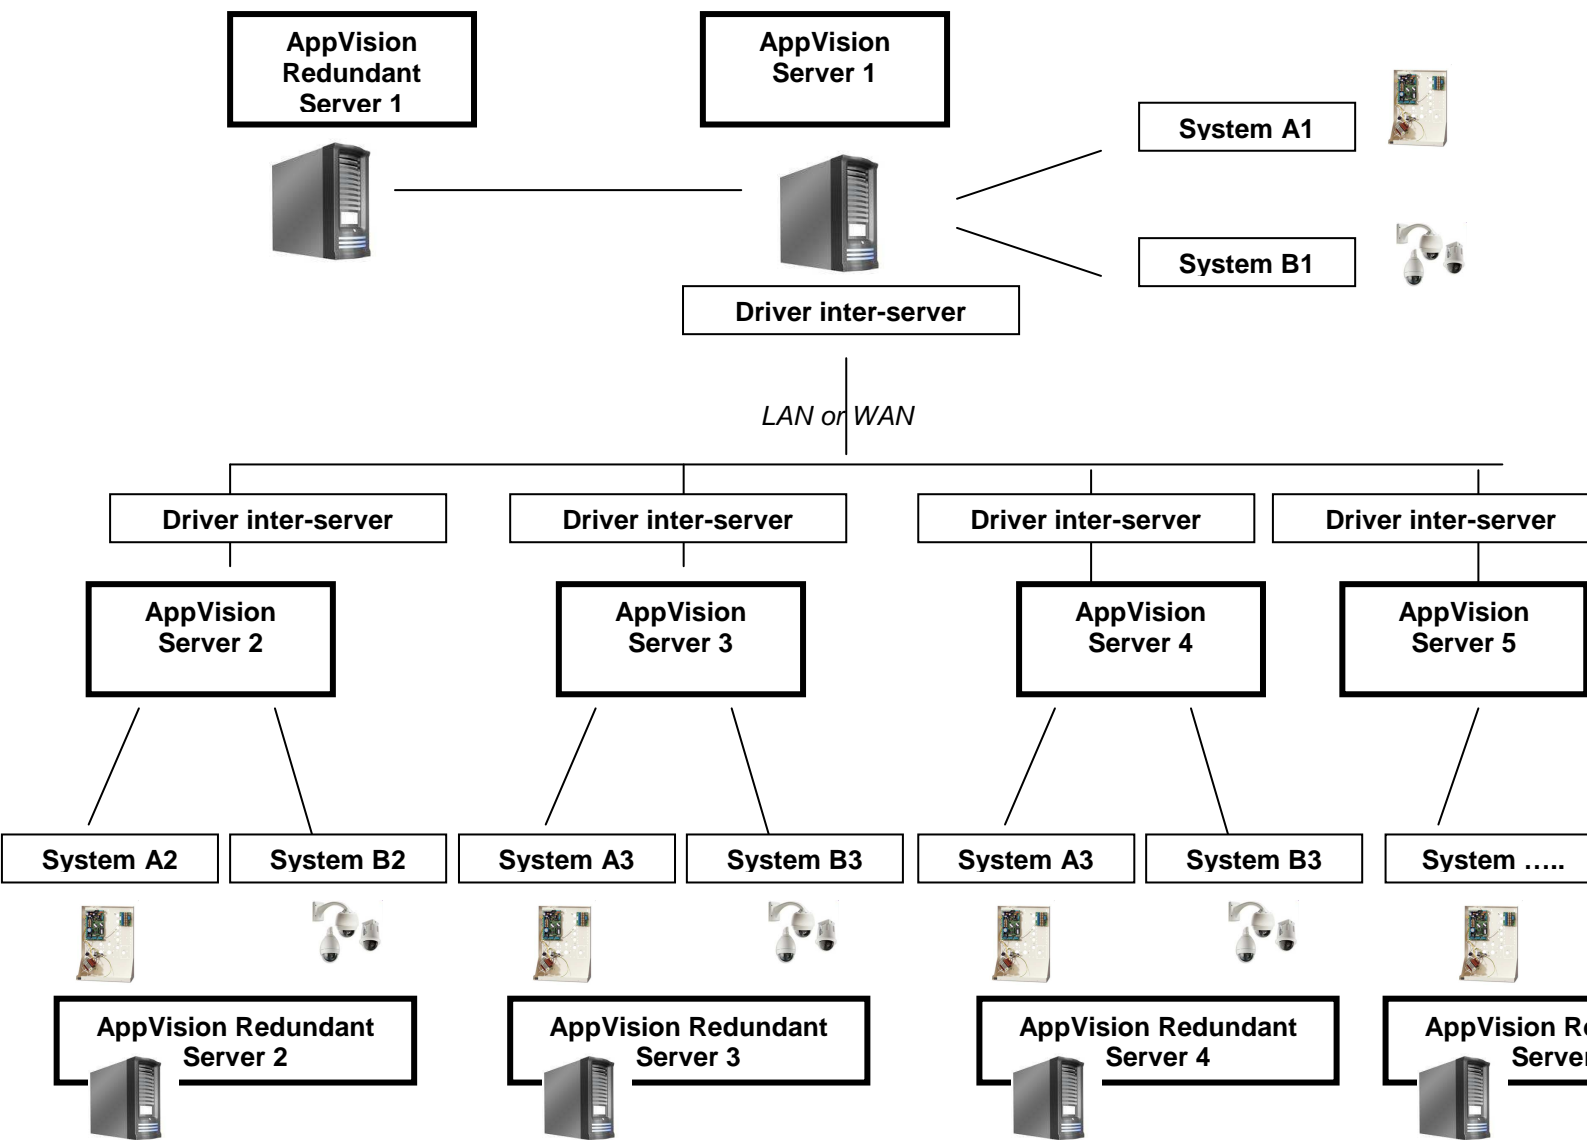 AppVision
Redundant
Server 1
AppVision
Server 1
System A1
System B1
Driver inter-server
LAN or WAN
Driver inter-server
Driver inter-server
Driver inter-server
Driver inter-server
AppVision
Server 2
AppVision
Server 3
AppVision
Server 4
AppVision
Server 5
System A2
System B2
System A3
System B3
System A3
System B3
System …..
AppVision Redundant
Server 2
AppVision Redundant
Server 3
AppVision Redundant
Server 4
AppVision
Server